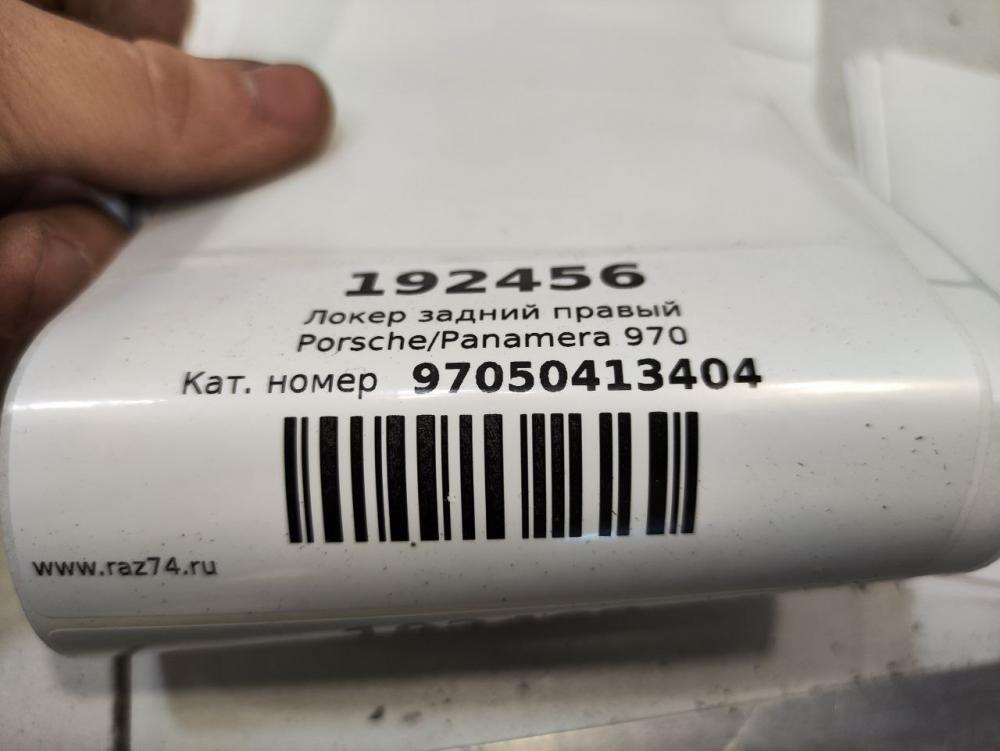 192456
Локер задний правый
Porsche/Panamera 970
Кат. номер 97050413404
www.raz74.ru